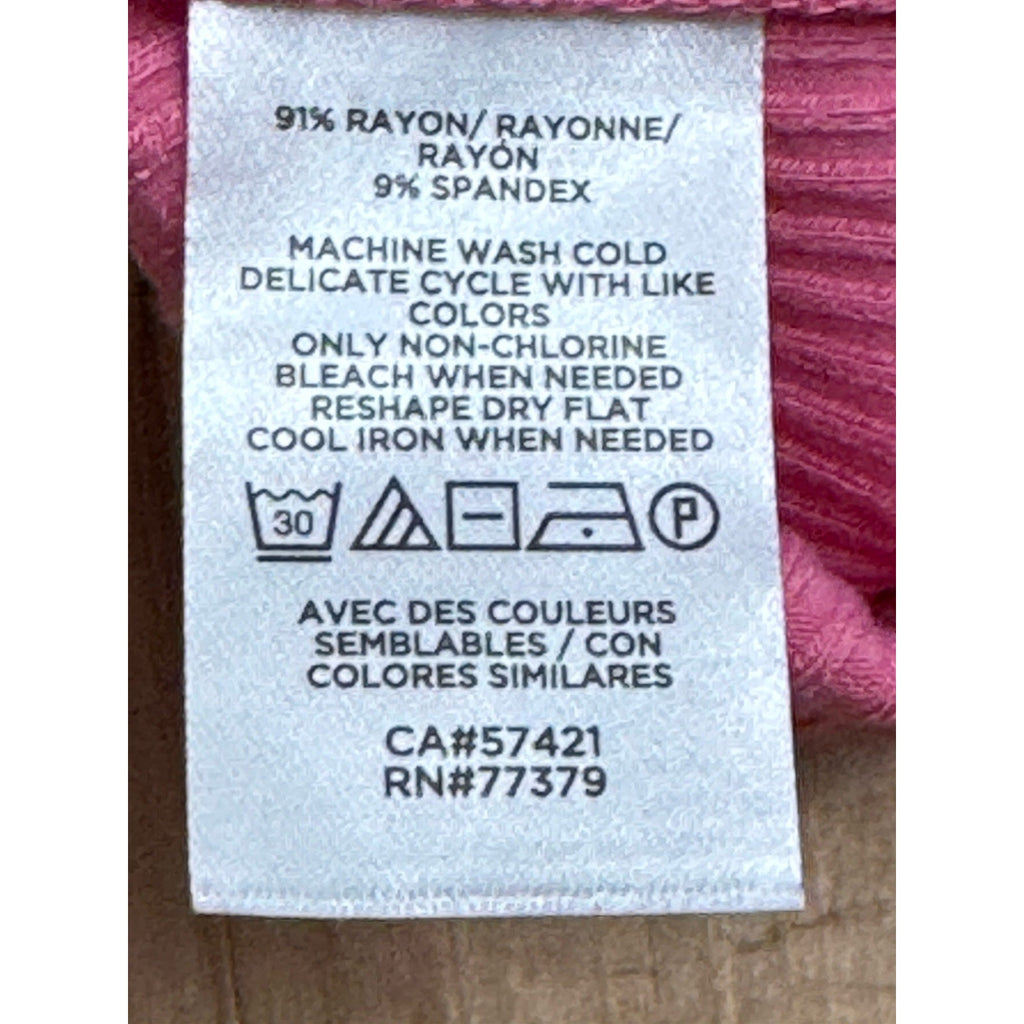 91% RAYON/ RAYONNE/
RAYÓN
9% SPANDEX
MACHINE WASH COLD
DELICATE CYCLE WITH LIKE
COLORS
ONLY NON-CHLORINE
BLEACH WHEN NEEDED
RESHAPE DRY FLAT
COOL IRON WHEN NEEDED
30 P
AVEC DES COULEURS
SEMBLABLES / CON
COLORES SIMILARES
CA#57421
RN#77379